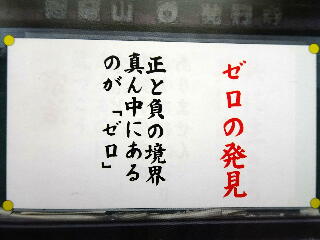 ゼロの発見
正と負の境界
真ん中にある
のが「ゼロ」